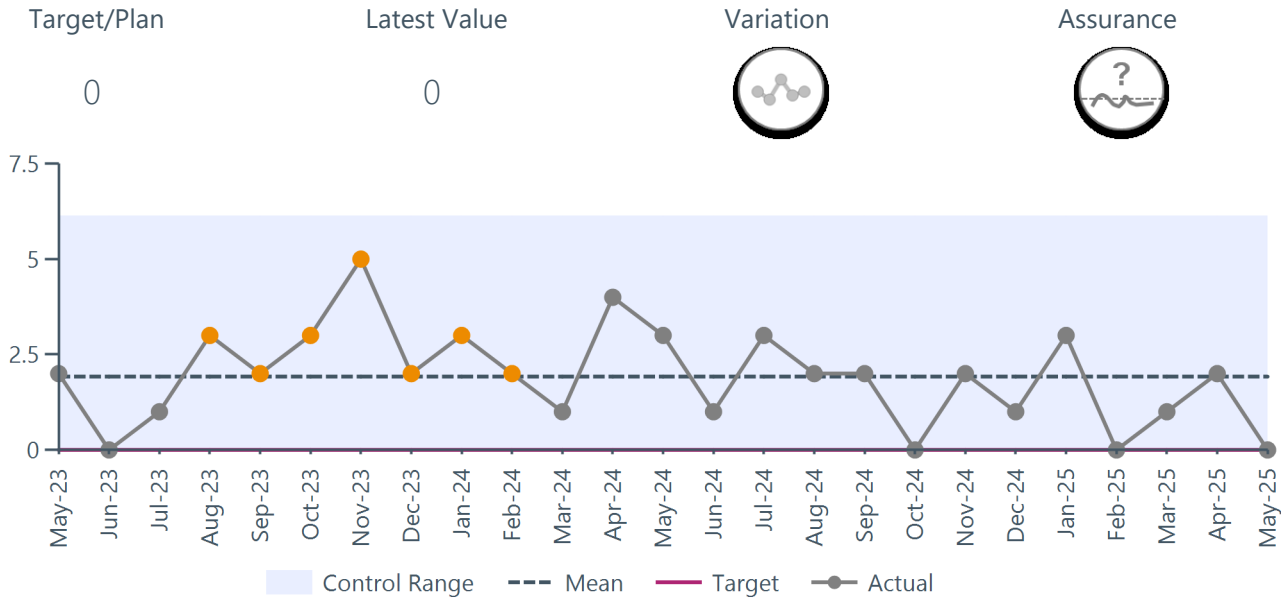 Target/Plan Latest Value Variation Assurance
0 0
?
7.5
5
2.5
0
May-23 Jun-23 Jul-23 Aug-23 Sep-23 Oct-23 Nov-23 Dec-23 Jan-24 Feb-24 Mar-24 Apr-24 May-24 Jun-24 Jul-24 Aug-24 Sep-24 Oct-24 Nov-24 Dec-24 Jan-25 Feb-25 Mar-25 Apr-25 May-25
Control Range Mean Target Actual